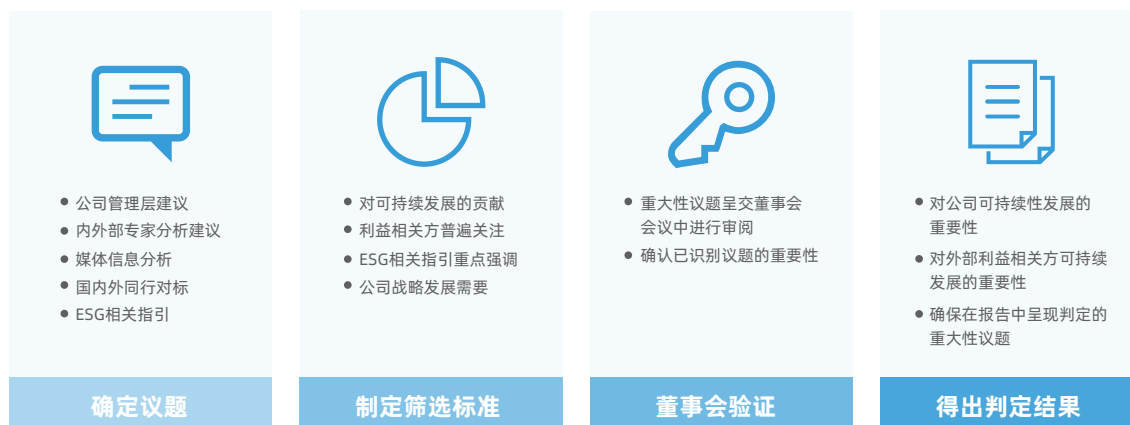 公司管理层建议
内外部专家分析建议
媒体信息分析
国内外同行对标
ESG相关指引
确定议题
对可持续发展的贡献
利益相关方普遍关注
ESG相关指引重点强调
公司战略发展需要
制定筛选标准
重大性议题呈交董事会
会议中进行审阅
确认已识别议题的重要性
董事会验证
对公司可持续性发展的
重要性
对外部利益相关方可持续
发展的重要性
确保在报告中呈现判定的
重大性议题
得出判定结果